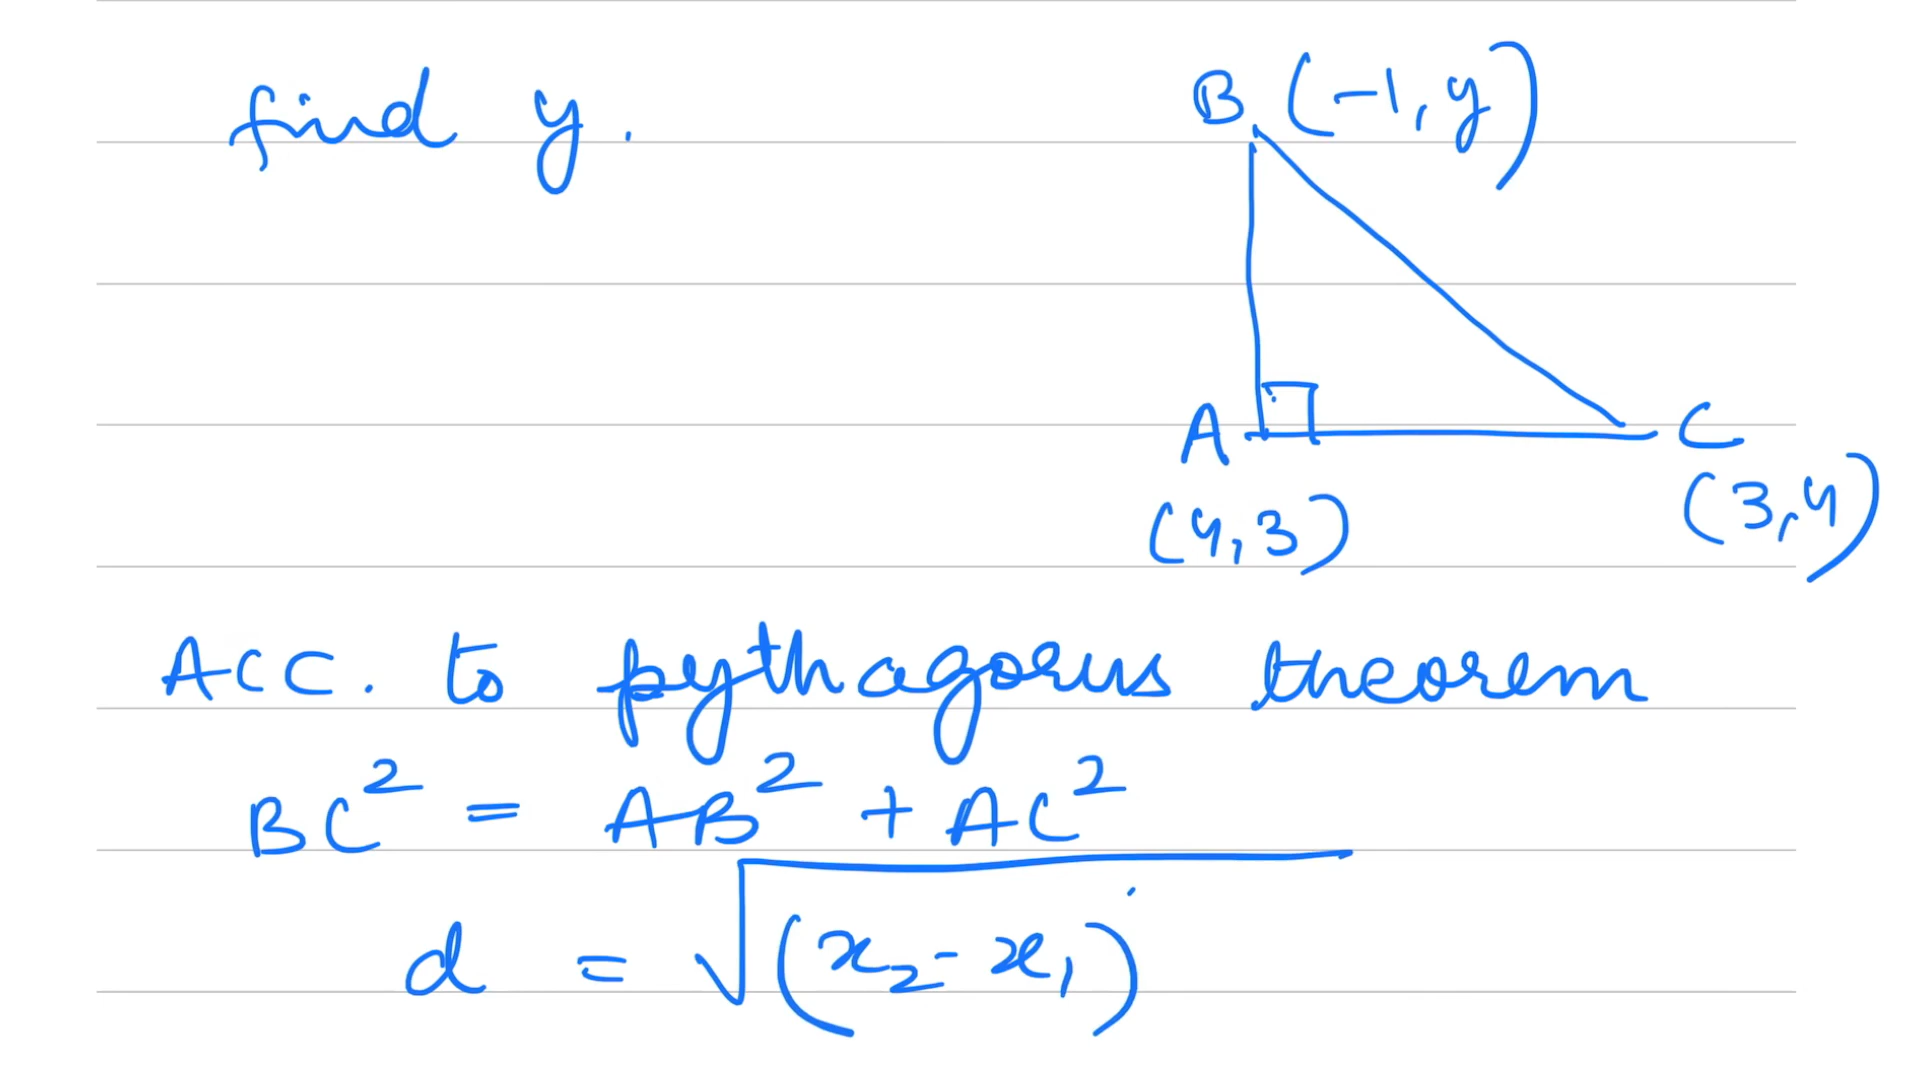 find y.
B (-1, y)
A
C
(4, 3)
(3, 4)
Acc. to pythagorus theorem
BC² = AB² + AC²
d = √(x₂ - x₁)